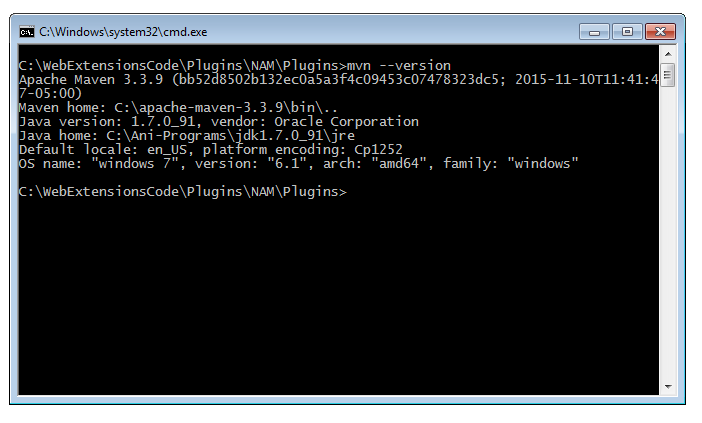 C:\Windows\system32\cmd.exe
C:\WebExtensionsCode\Plugins\NAM\Plugins>mvn --version
Apache Maven 3.3.9 (bb52d8502b132ec0a5a3f4c09453c07478323dc5; 2015-11-10T11:41:4
7-05:00)
Maven home: C:\apache-maven-3.3.9\bin\..
Java version: 1.7.0_91, vendor: Oracle Corporation
Java home: C:\Ani-Programs\jdk1.7.0_91\jre
Default locale: en_US, platform encoding: Cp1252
OS name: "windows 7", version: "6.1", arch: "amd64", family: "windows"
C:\WebExtensionsCode\Plugins\NAM\Plugins>